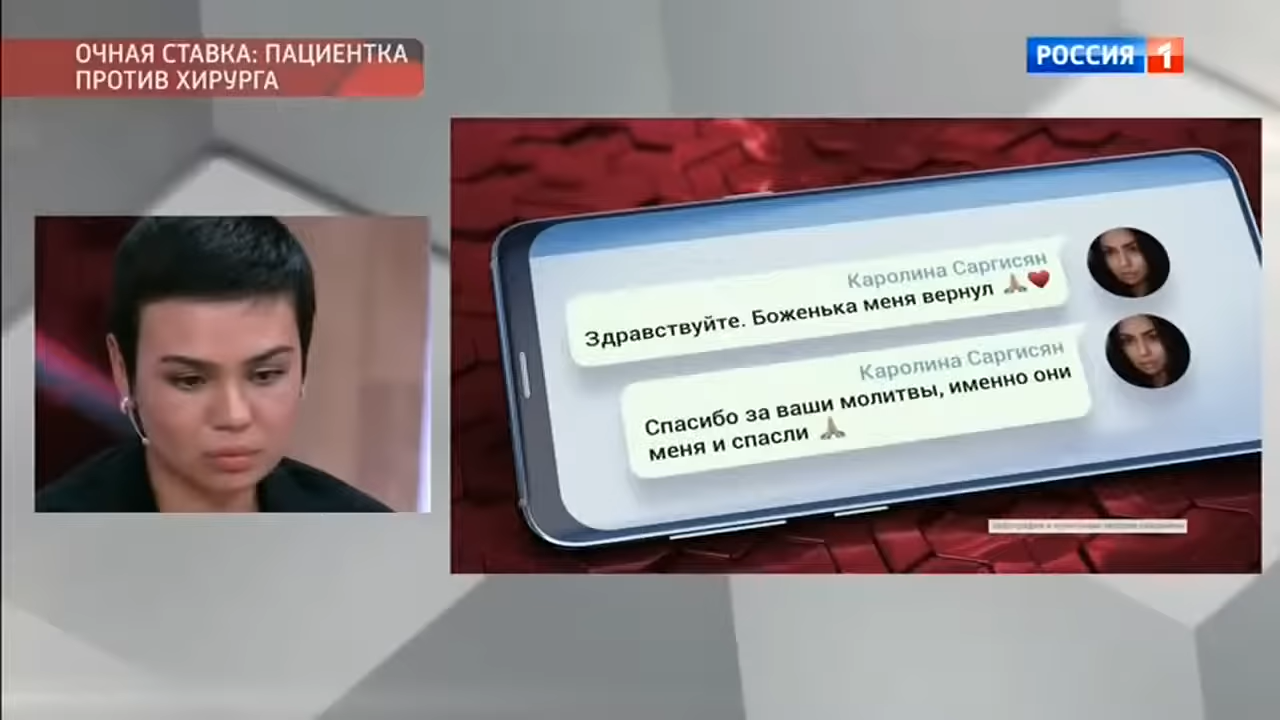 ОЧНАЯ СТАВКА: ПАЦИЕНТКА
ПРОТИВ ХИРУРГА
РОССИЯ 1
Каролина Саргисян
Здравствуйте. Боженька меня вернул 🙏🏽❤️
Каролина Саргисян
Спасибо за ваши молитвы, именно они
меня и спасли 🙏🏽